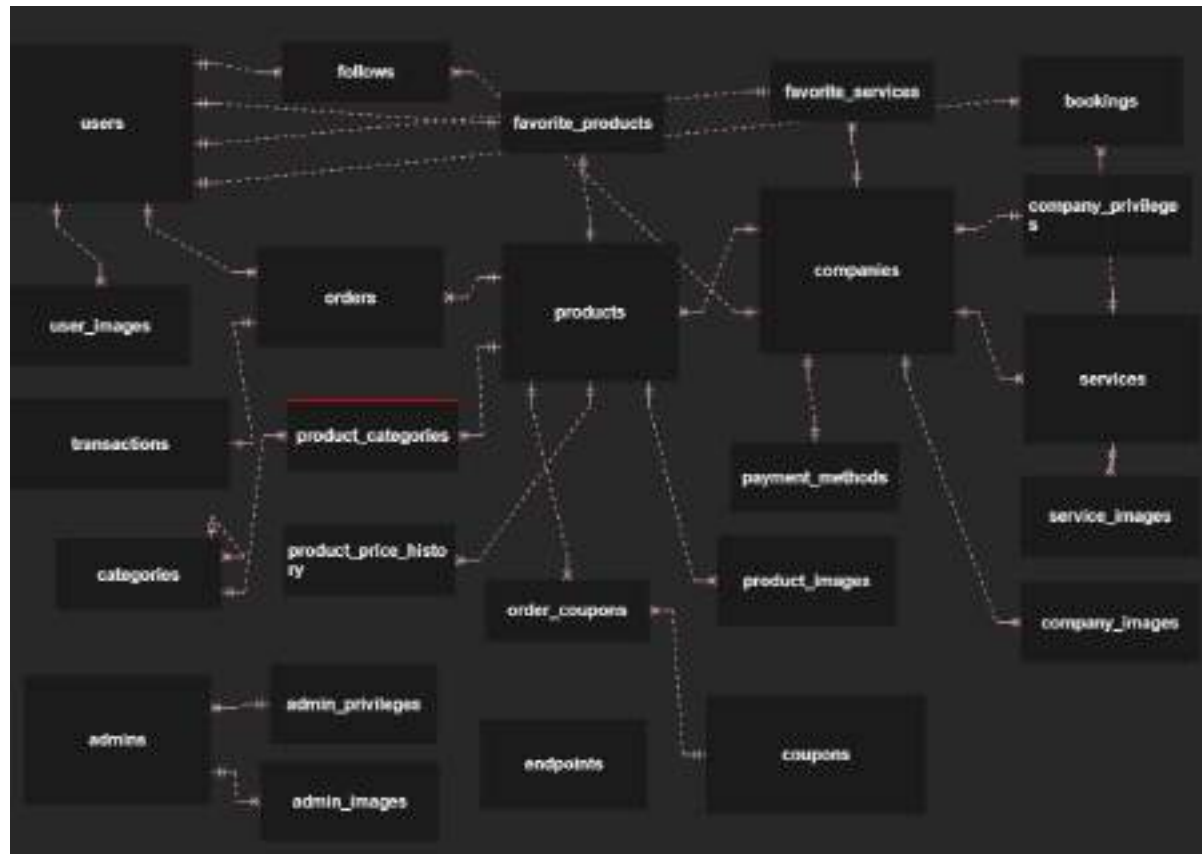 follows
favorite_services
bookings
users
favorite_products
company_privilege
s
companies
orders
products
user_images
services
transactions
product_categories
payment_methods
service_images
categories
product_price_histo
ry
product_images
order_coupons
company_images
admin_privileges
admins
endpoints
coupons
admin_images